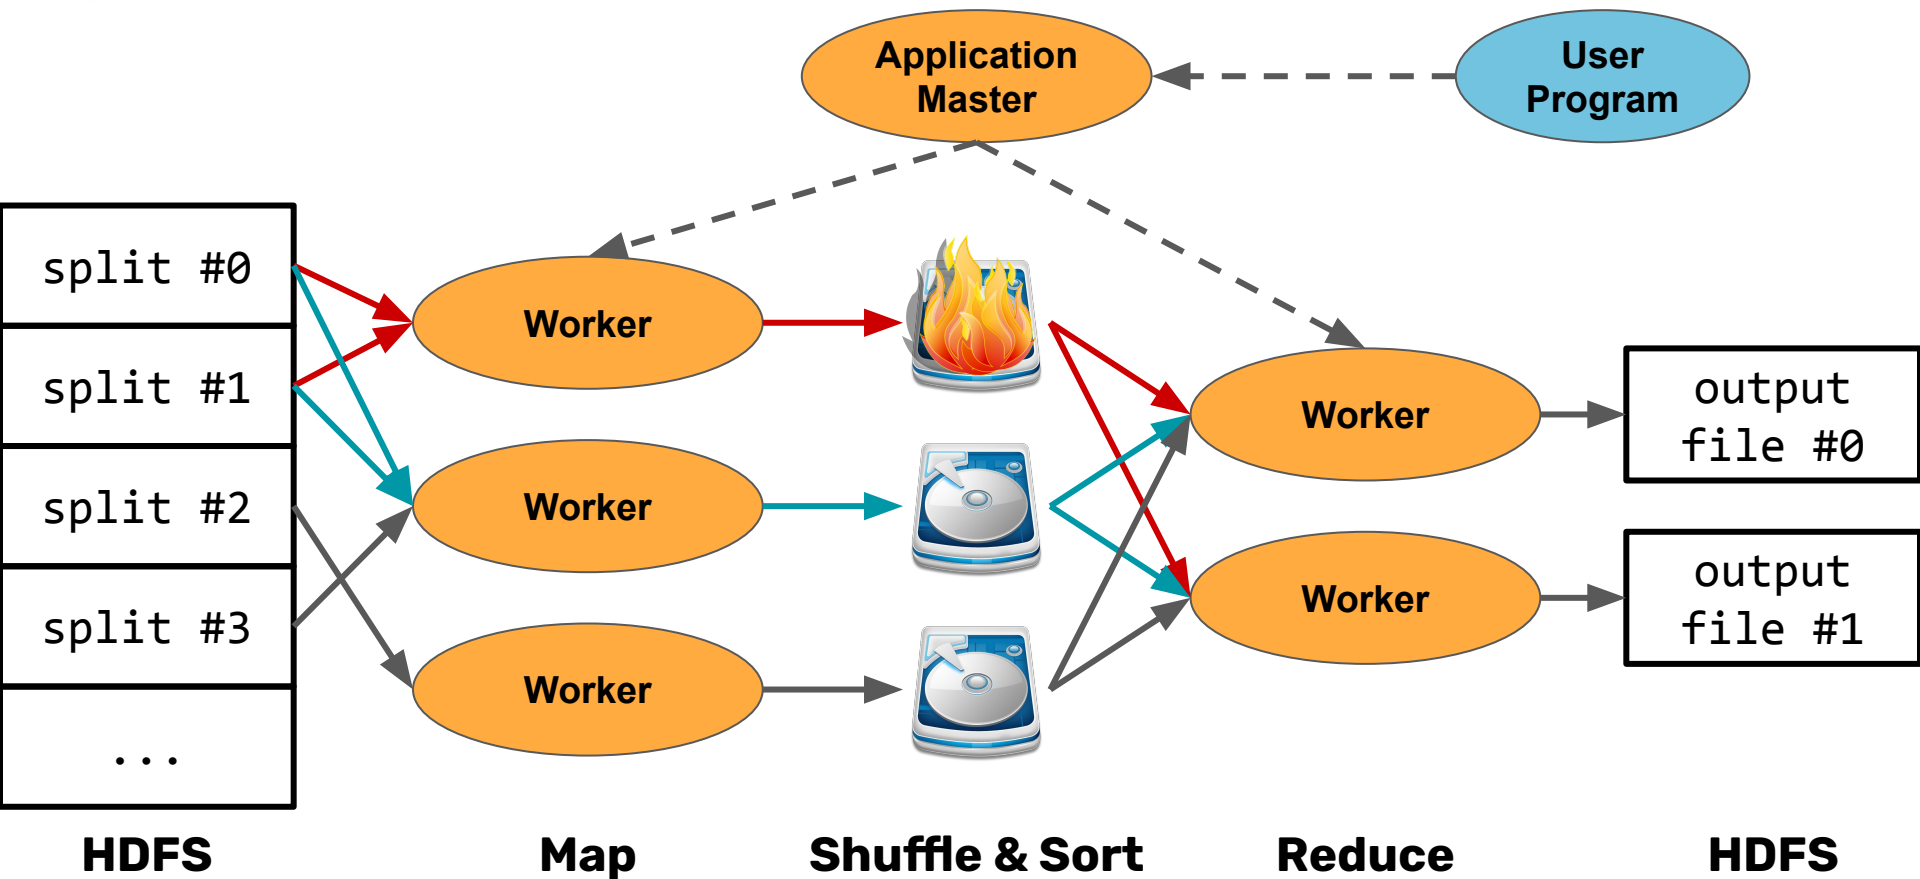 Application
Master
User
Program
split #0
split #1
split #2
split #3
...
Worker
Worker
Worker
Worker
Worker
output
file #0
output
file #1
HDFS
Map
Shuffle & Sort
Reduce
HDFS